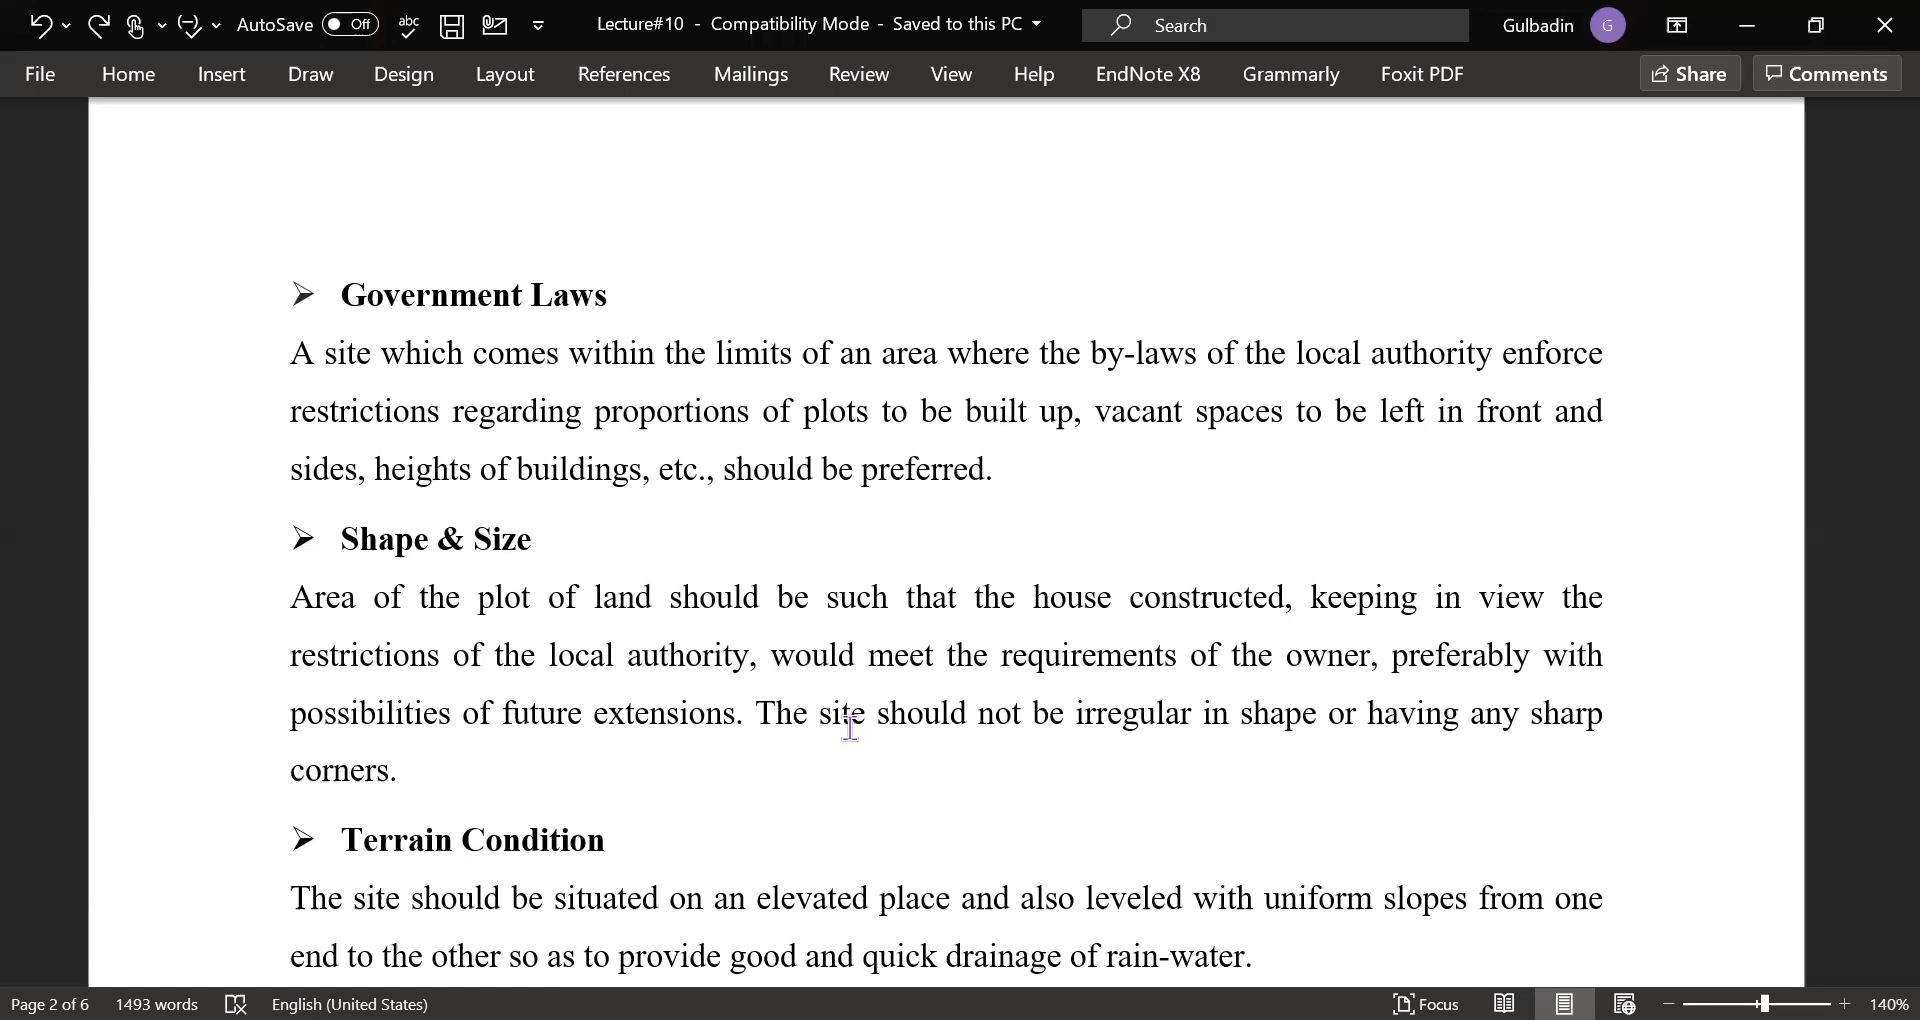 AutoSave Off abc Lecture#10 - Compatibility Mode - Saved to this PC Search Gulbadin G
File Home Insert Draw Design Layout References Mailings Review View Help EndNote X8 Grammarly Foxit PDF Share Comments
➢ Government Laws
A site which comes within the limits of an area where the by-laws of the local authority enforce
restrictions regarding proportions of plots to be built up, vacant spaces to be left in front and
sides, heights of buildings, etc., should be preferred.
➢ Shape & Size
Area of the plot of land should be such that the house constructed, keeping in view the
restrictions of the local authority, would meet the requirements of the owner, preferably with
possibilities of future extensions. The site should not be irregular in shape or having any sharp
corners.
➢ Terrain Condition
The site should be situated on an elevated place and also leveled with uniform slopes from one
end to the other so as to provide good and quick drainage of rain-water.
Page 2 of 6 1493 words English (United States) Focus 140%